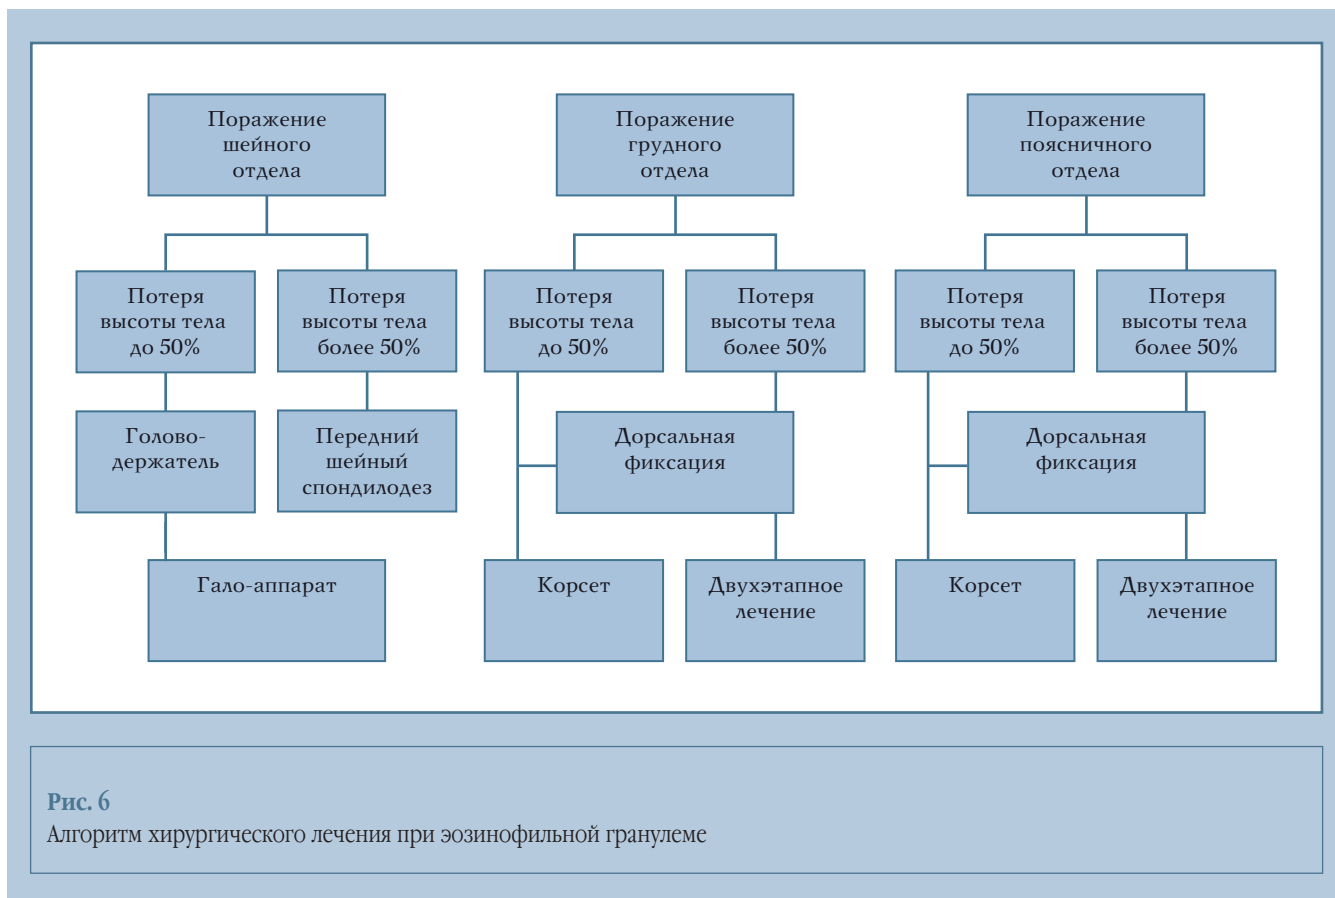 Поражение
шейного
отдела
Поражение
грудного
отдела
Поражение
поясничного
отдела
Потеря
высоты тела
до 50%
Потеря
высоты тела
более 50%
Потеря
высоты тела
до 50%
Потеря
высоты тела
более 50%
Потеря
высоты тела
до 50%
Потеря
высоты тела
более 50%
Голово-
держатель
Передний
шейный
спондилодез
Дорсальная
фиксация
Дорсальная
фиксация
Гало-аппарат
Корсет
Двухэтапное
лечение
Корсет
Двухэтапное
лечение
Рис. 6
Алгоритм хирургического лечения при эозинофильной гранулеме